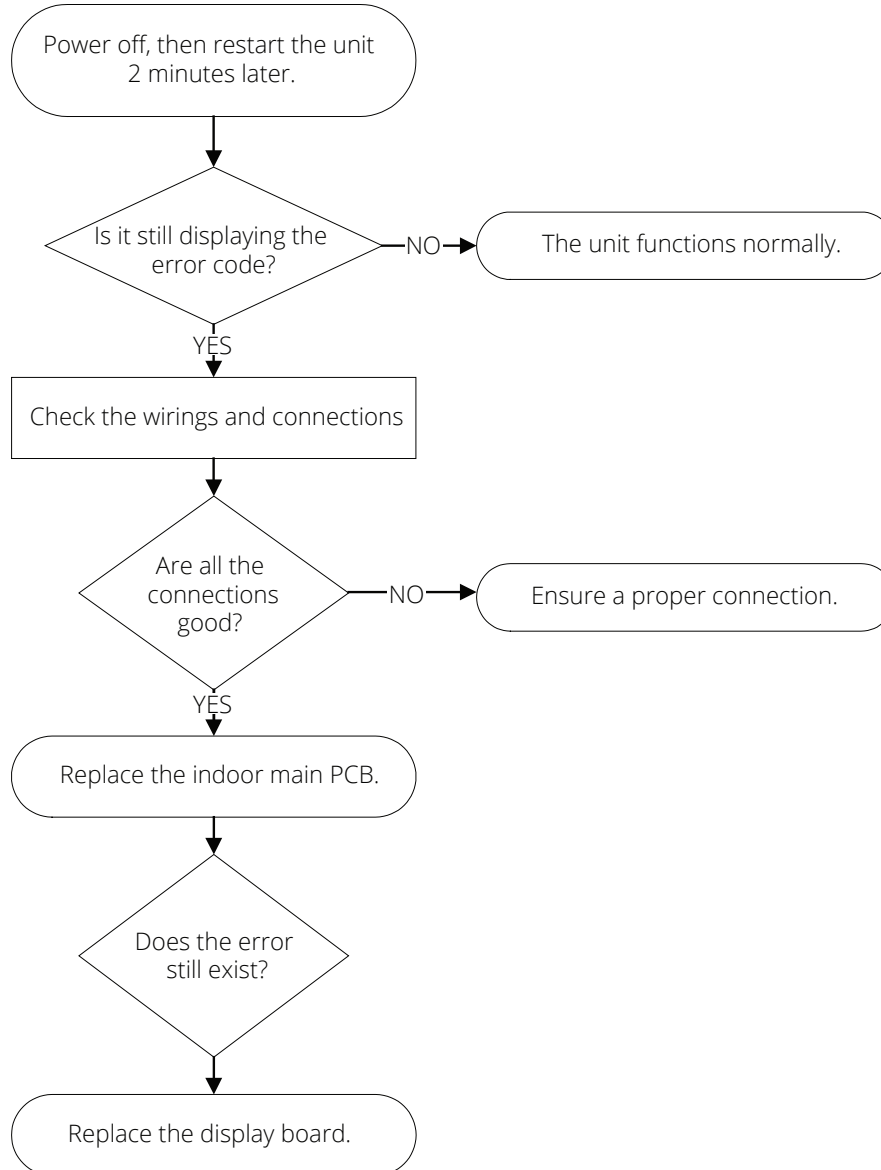 Power off, then restart the unit
2 minutes later.
Is it still displaying the
error code?
NO
The unit functions normally.
YES
Check the wirings and connections
Are all the
connections
good?
NO
Ensure a proper connection.
YES
Replace the indoor main PCB.
Does the error
still exist?
Replace the display board.